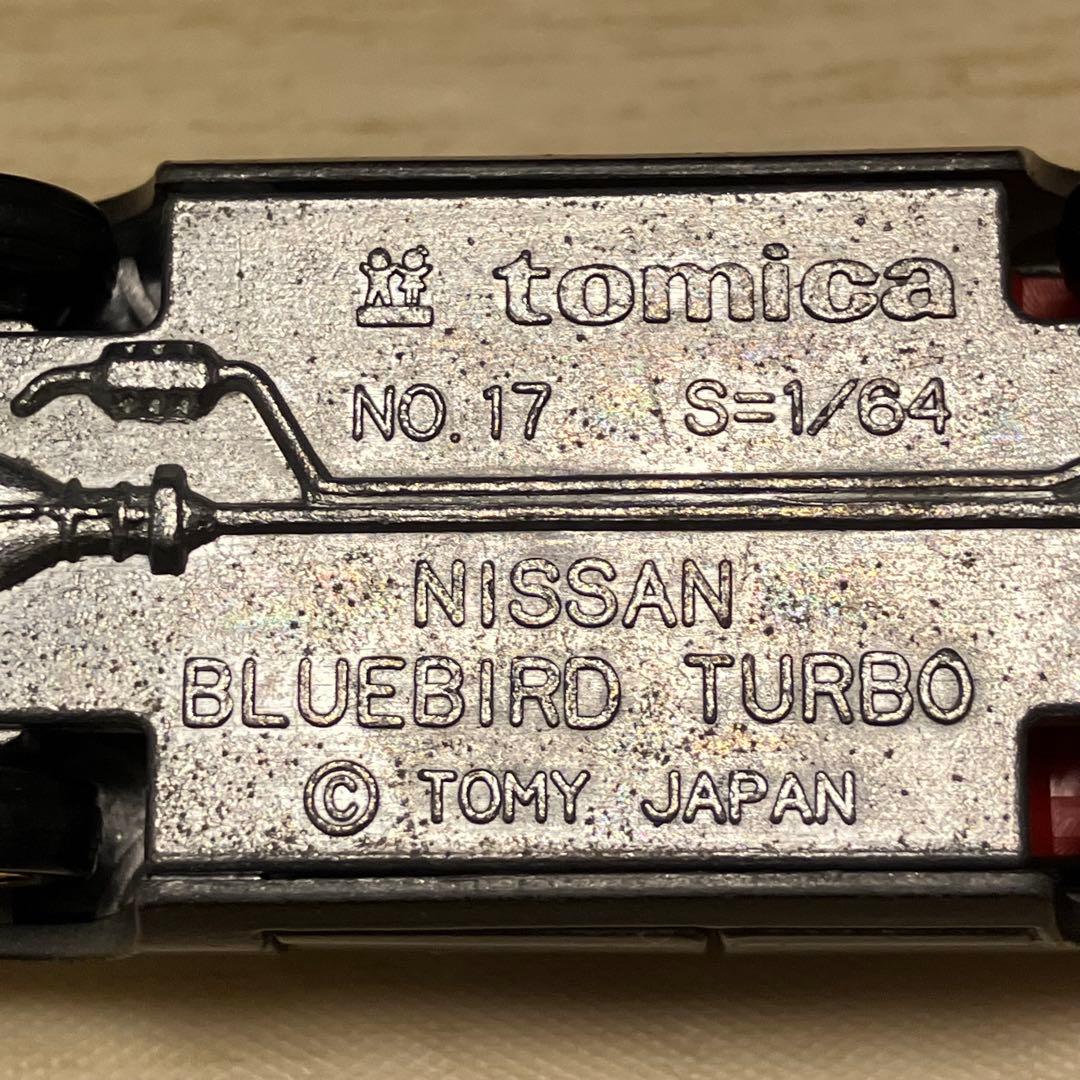 tomica
NO. 17 S=1/64
NISSAN
BLUEBIRD TURBO
© TOMY JAPAN